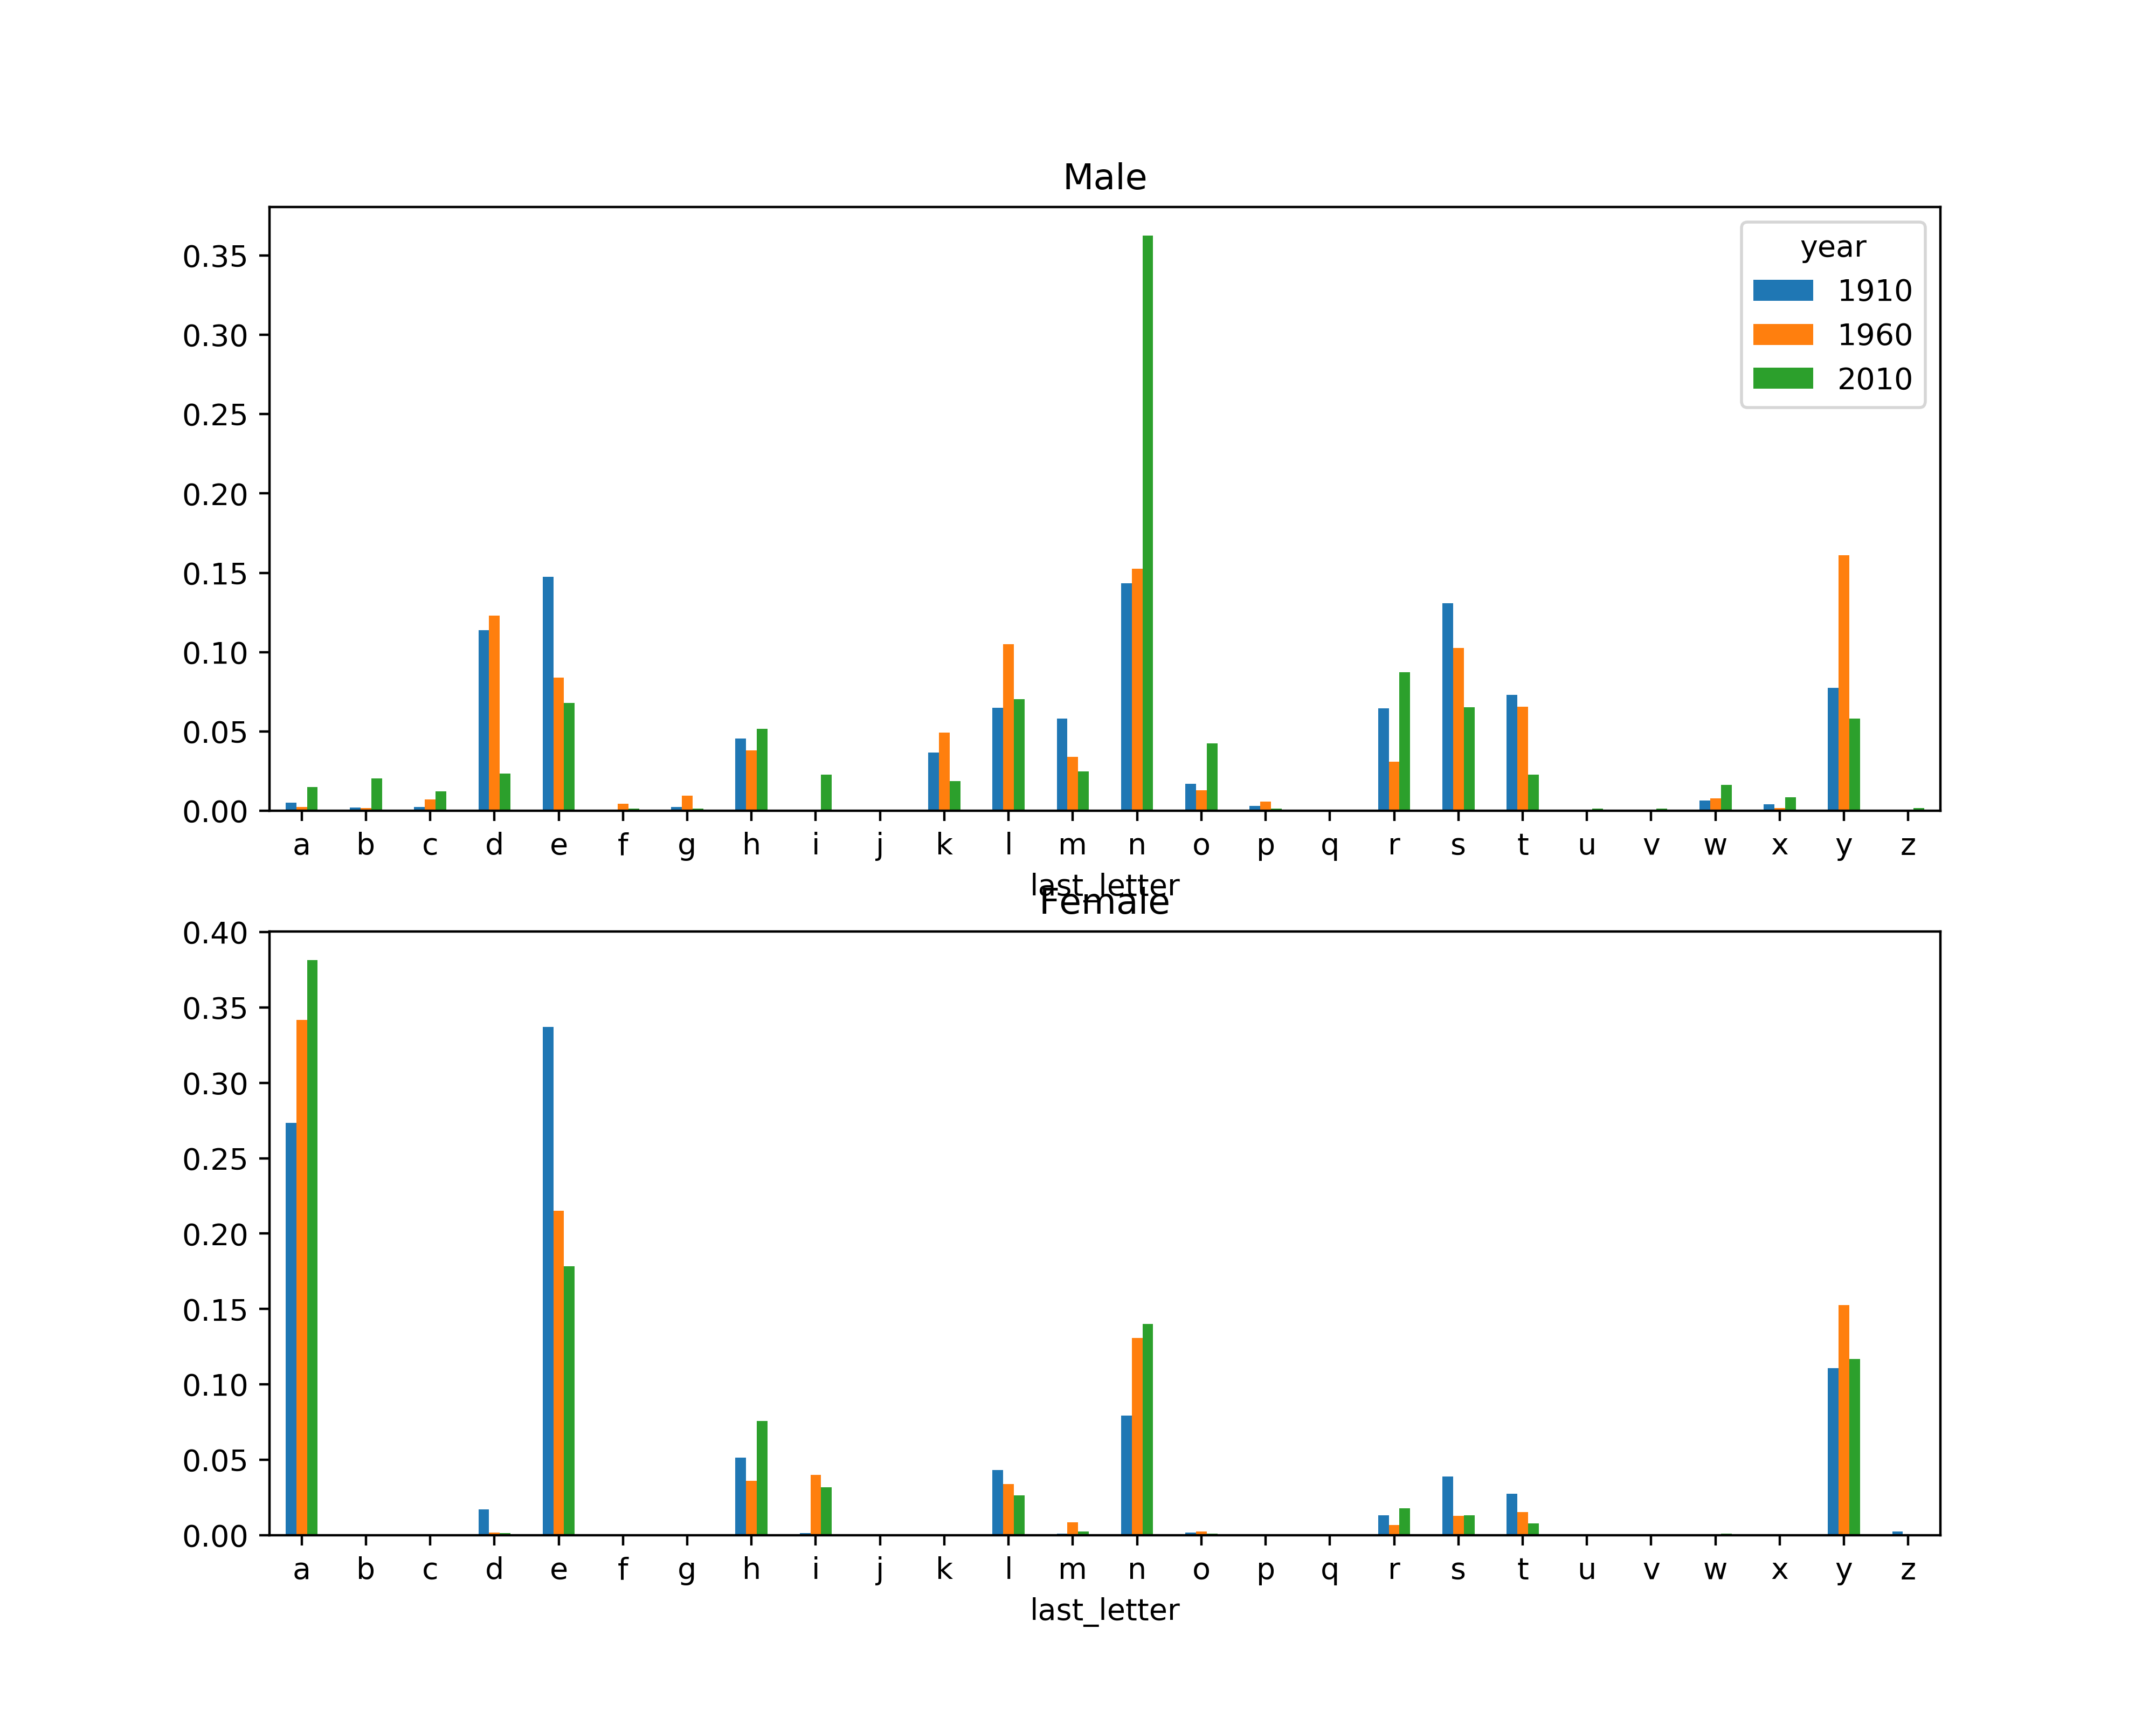 Male
year
1910
1960
2010
0.35
0.30
0.25
0.20
0.15
0.10
0.05
0.00
a b c d e f g h i j k l m n o p q r s t u v w x y z
last_letter
Female
0.40
0.35
0.30
0.25
0.20
0.15
0.10
0.05
0.00
a b c d e f g h i j k l m n o p q r s t u v w x y z
last_letter